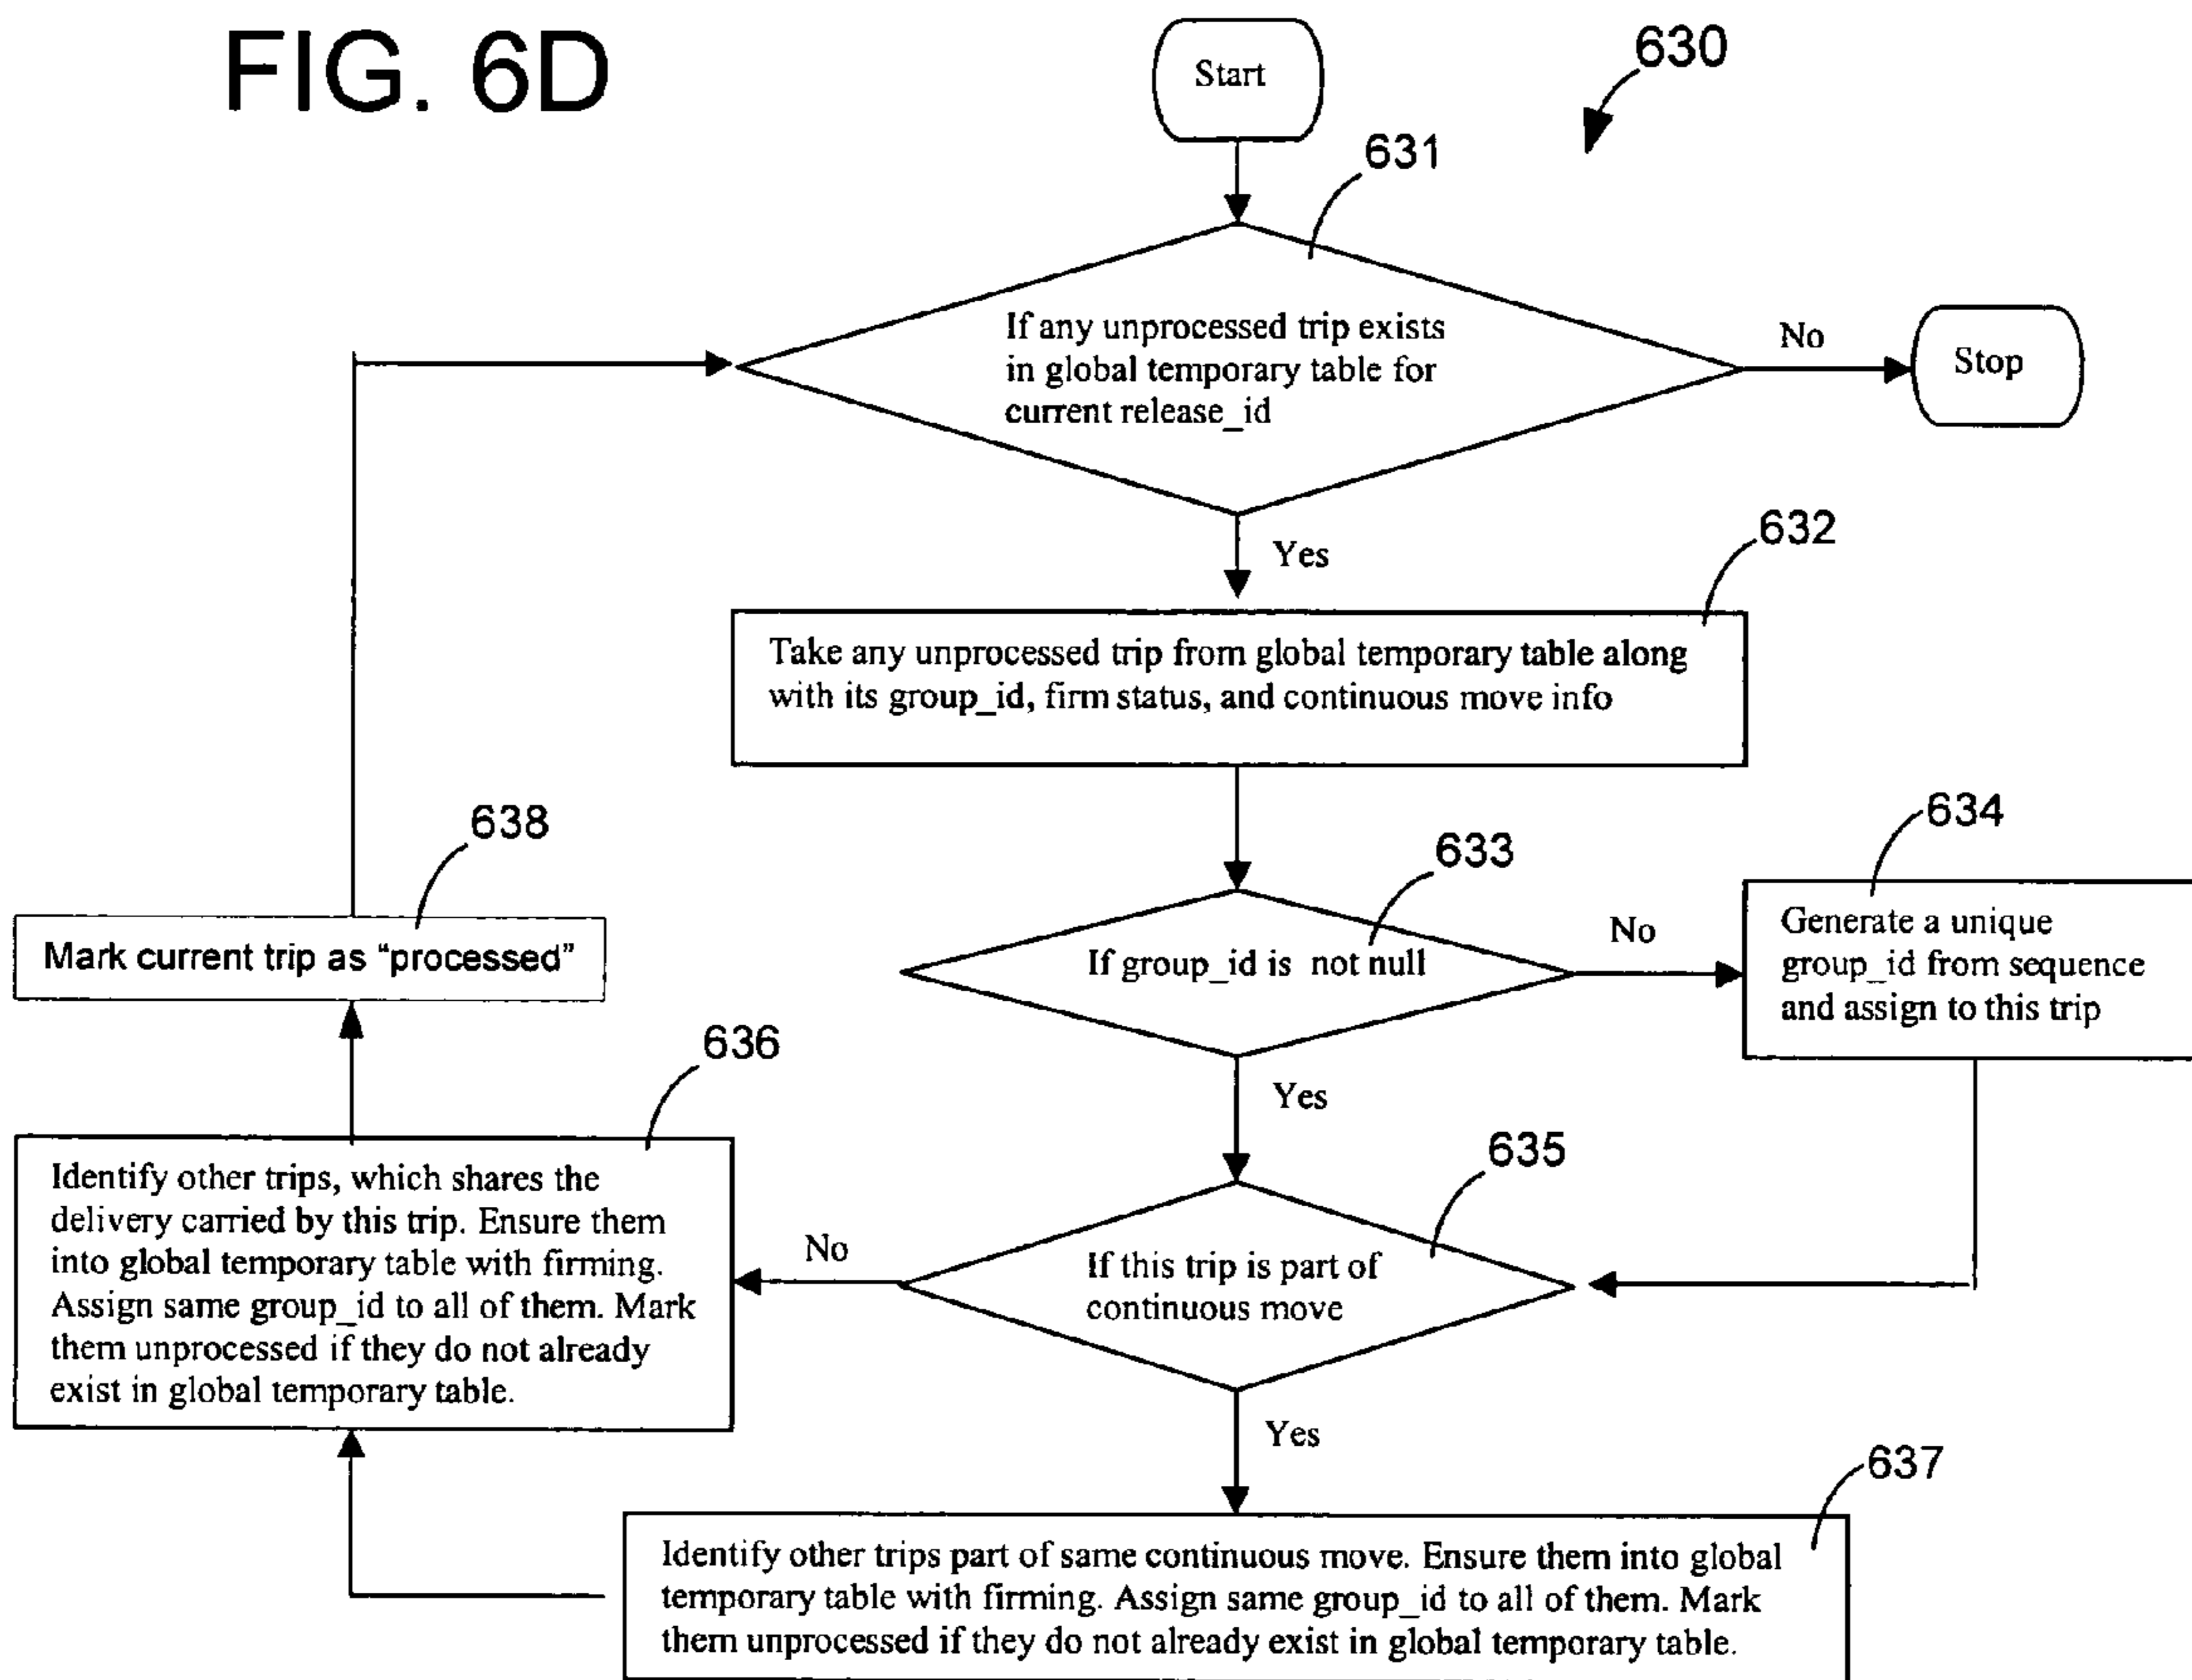 FIG. 6D
Start
630
631
If any unprocessed trip exists
in global temporary table for
current release_id
No
Stop
Yes
632
Take any unprocessed trip from global temporary table along
with its group_id, firm status, and continuous move info
638
Mark current trip as “processed”
633
If group_id is not null
No
634
Generate a unique
group_id from sequence
and assign to this trip
Yes
636
Identify other trips, which shares the
delivery carried by this trip. Ensure them
into global temporary table with firming.
Assign same group_id to all of them. Mark
them unprocessed if they do not already
exist in global temporary table.
635
No
If this trip is part of
continuous move
Yes
637
Identify other trips part of same continuous move. Ensure them into global
temporary table with firming. Assign same group_id to all of them. Mark
them unprocessed if they do not already exist in global temporary table.